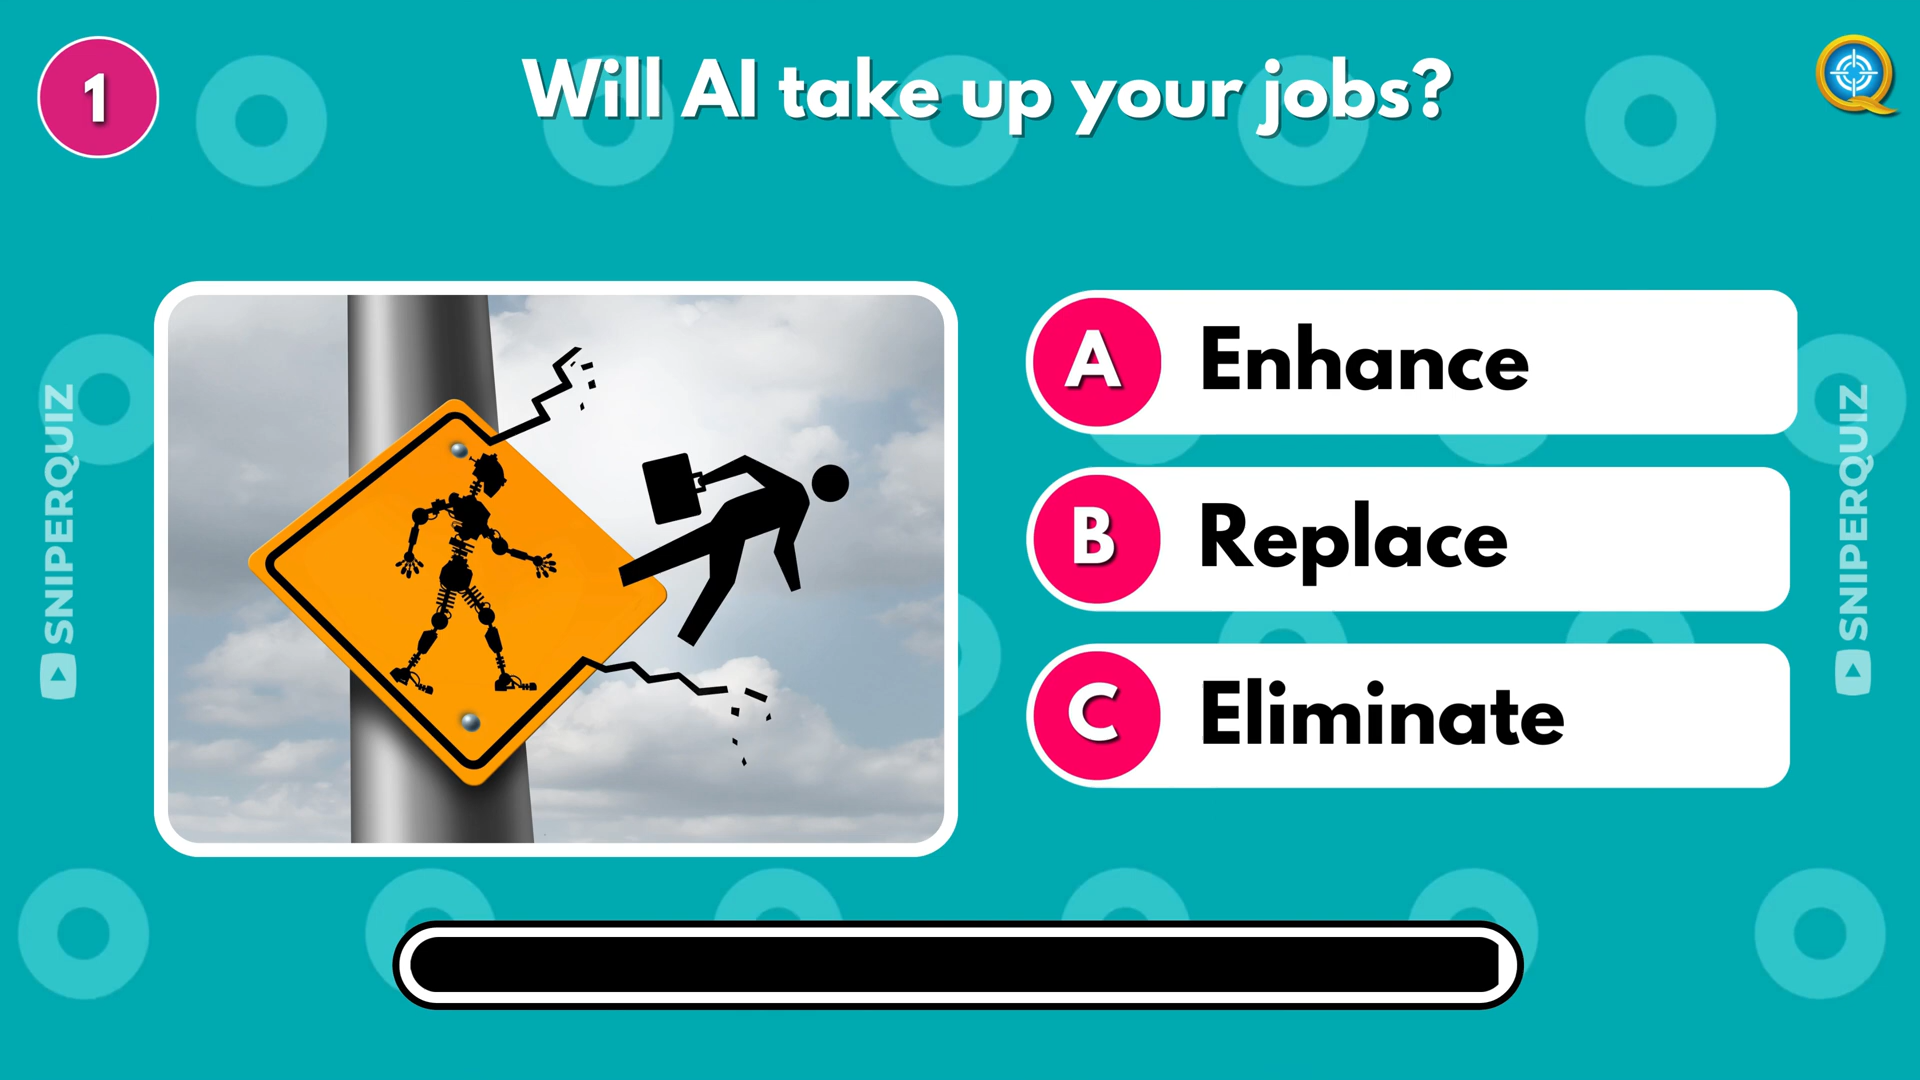 1
Will AI take up your jobs?
A Enhance
B Replace
C Eliminate
SNIPERQUIZ
SNIPERQUIZ